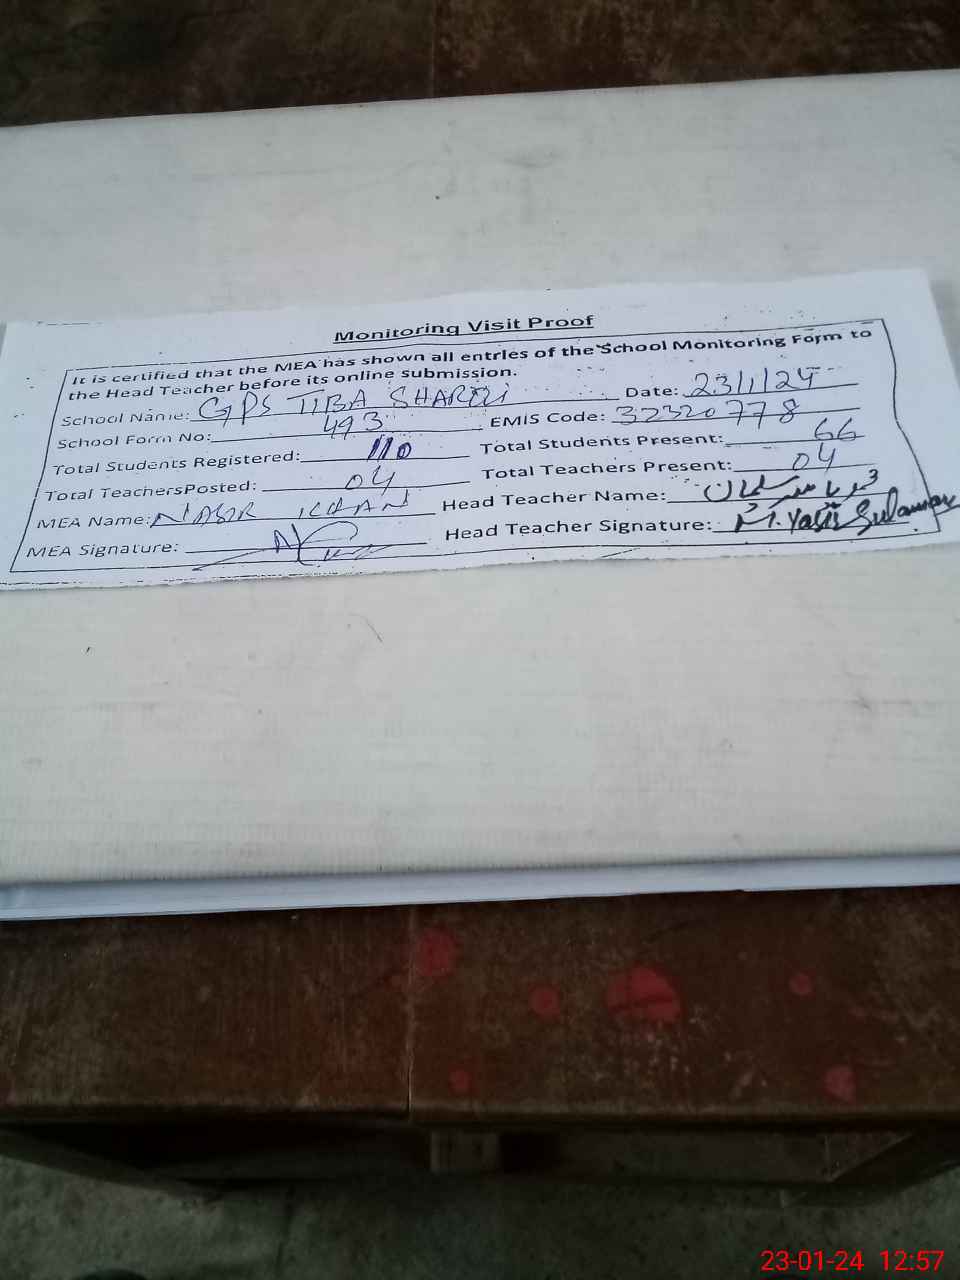 Monitoring Visit Proof
It is certified that the MEA has shown all entries of the School Monitoring Form to
the Head Teacher before its online submission.
School Name: GPS TIBA Date: 23/1/24
School Form No: 493 EMIS Code: 32320778
Total Students Registered: 110 Total Students Present: 66
Total TeachersPosted: 04 Total Teachers Present: 04
MEA Name: NASIR KHAN Head Teacher Name: محمد یاسر سلمان
MEA Signature: Head Teacher Signature: M. Yasir
23-01-24 12:57